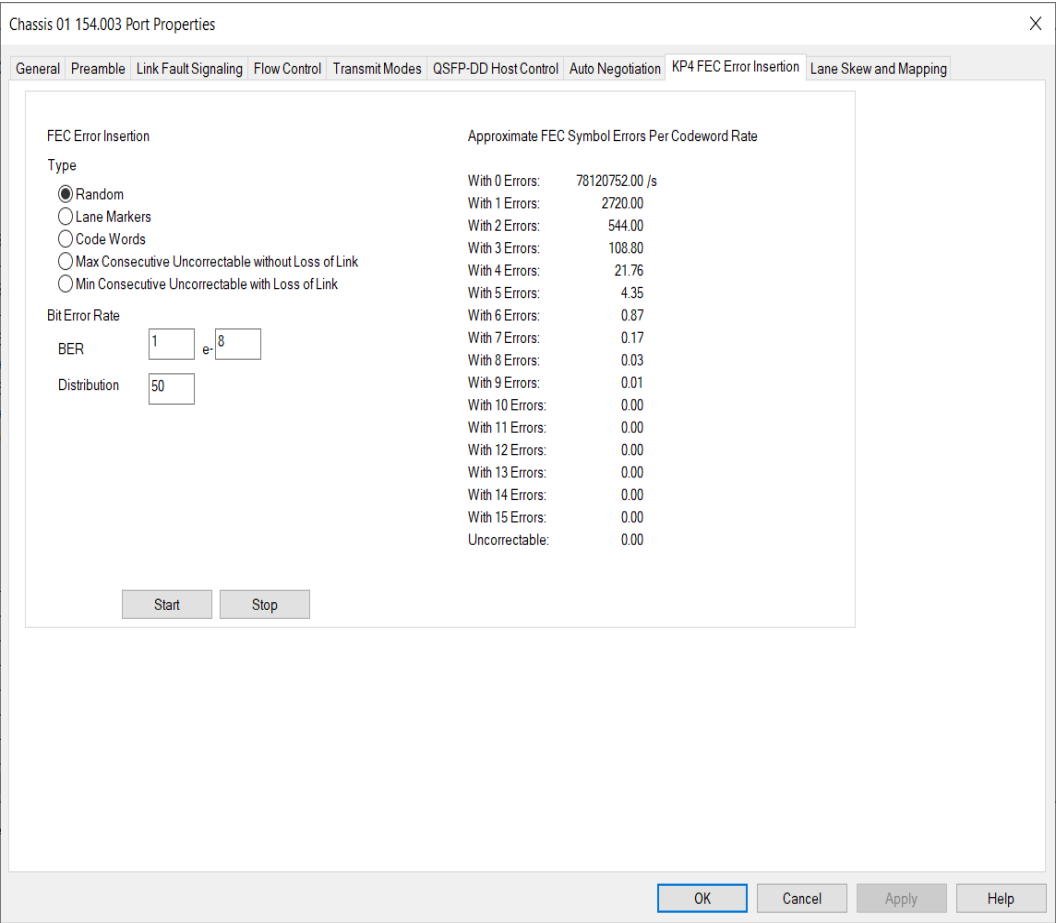 Chassis 01 154.003 Port Properties
General Preamble Link Fault Signaling Flow Control Transmit Modes QSFP-DD Host Control Auto Negotiation KP4 FEC Error Insertion Lane Skew and Mapping
FEC Error Insertion
Type
Random
Lane Markers
Code Words
Max Consecutive Uncorrectable without Loss of Link
Min Consecutive Uncorrectable with Loss of Link
Bit Error Rate
BER 1 e- 8
Distribution 50
Start Stop
Approximate FEC Symbol Errors Per Codeword Rate
With 0 Errors: 78120752.00 /s
With 1 Errors: 2720.00
With 2 Errors: 544.00
With 3 Errors: 108.80
With 4 Errors: 21.76
With 5 Errors: 4.35
With 6 Errors: 0.87
With 7 Errors: 0.17
With 8 Errors: 0.03
With 9 Errors: 0.01
With 10 Errors: 0.00
With 11 Errors: 0.00
With 12 Errors: 0.00
With 13 Errors: 0.00
With 14 Errors: 0.00
With 15 Errors: 0.00
Uncorrectable: 0.00
OK Cancel Apply Help